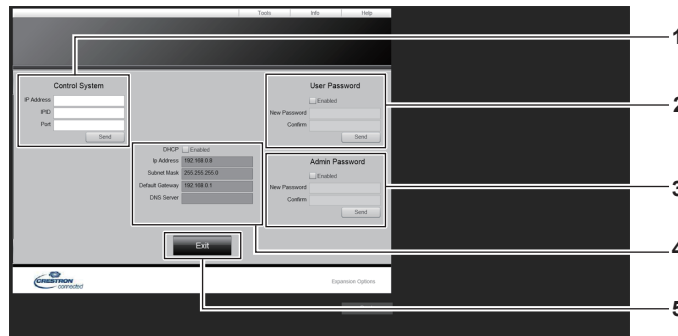 Tools Info Help
Control System
IP Address
IPID
Port
Send
User Password
Enabled
New Password
Confirm
Send
DHCP Enabled
Ip Address 192.168.0.8
Subnet Mask 255.255.255.0
Default Gateway 192.168.0.1
DNS Server
Admin Password
Enabled
New Password
Confirm
Send
Exit
CRESTRON
connected
Expansion Options
1
2
3
4
5